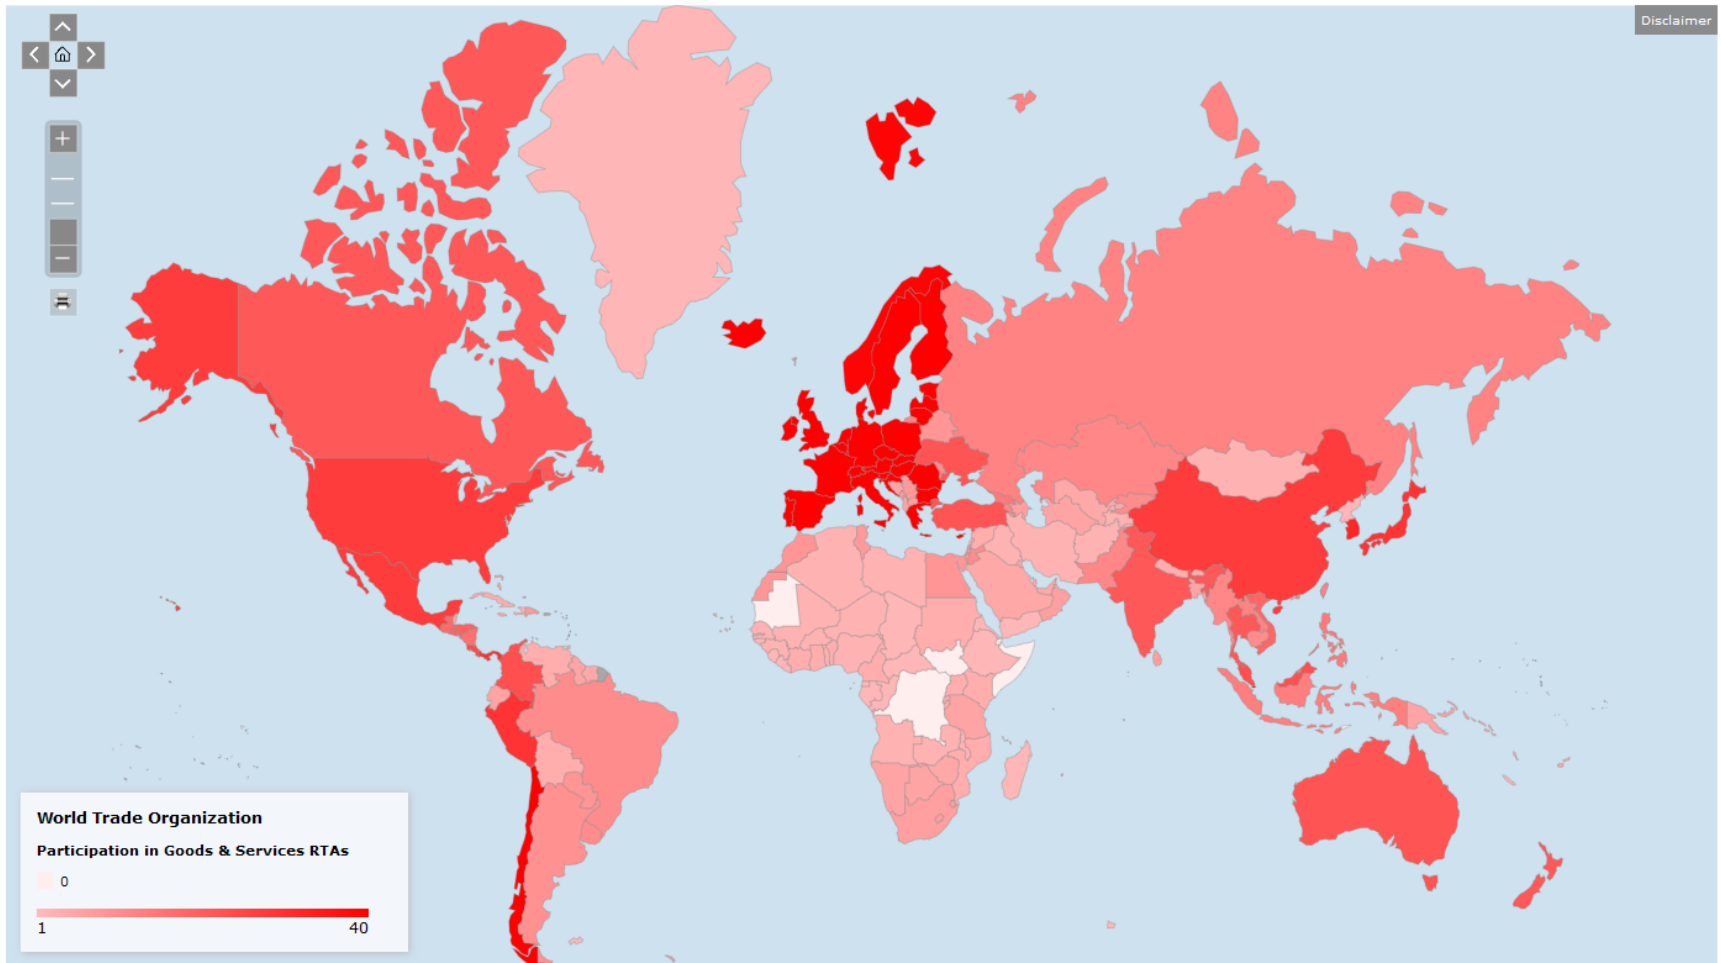 Disclaimer
World Trade Organization
Participation in Goods & Services RTAs
0
1 40